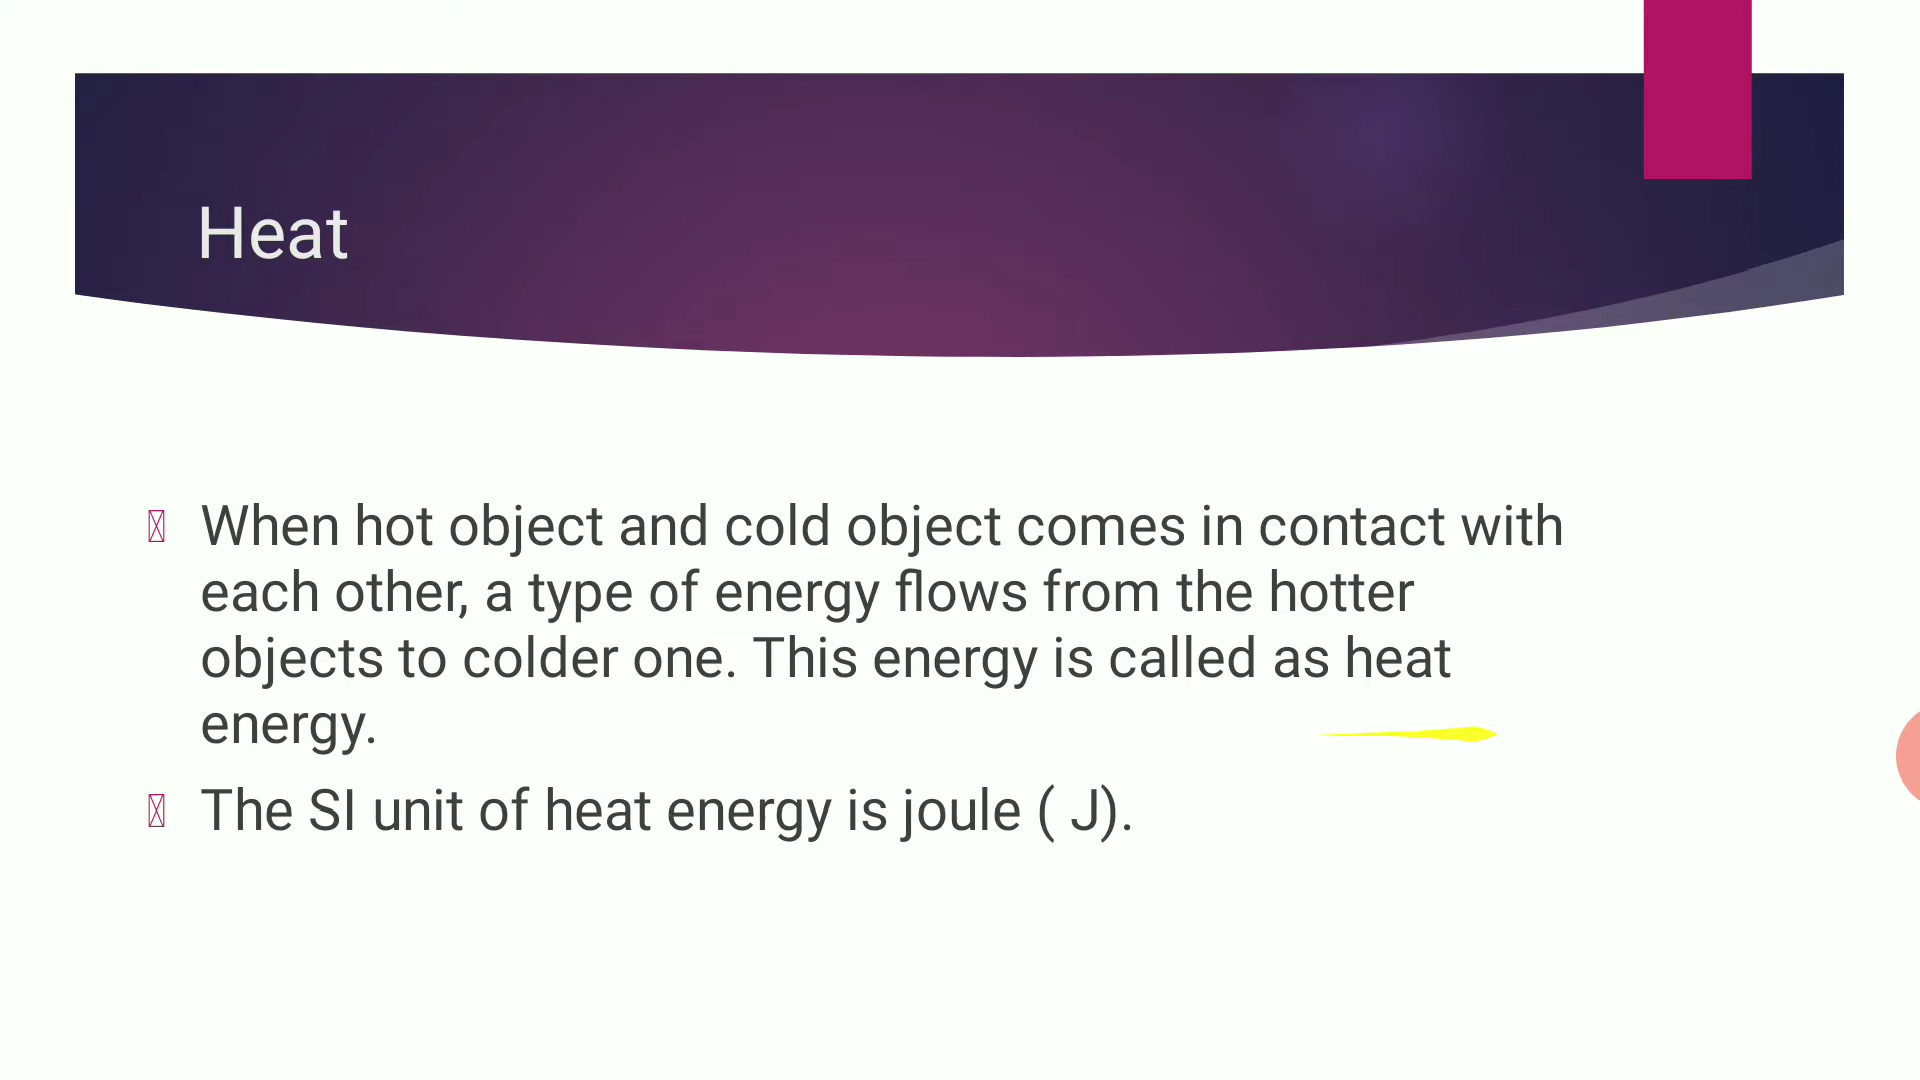 Heat
When hot object and cold object comes in contact with
each other, a type of energy flows from the hotter
objects to colder one. This energy is called as heat
energy.
The SI unit of heat energy is joule ( J).